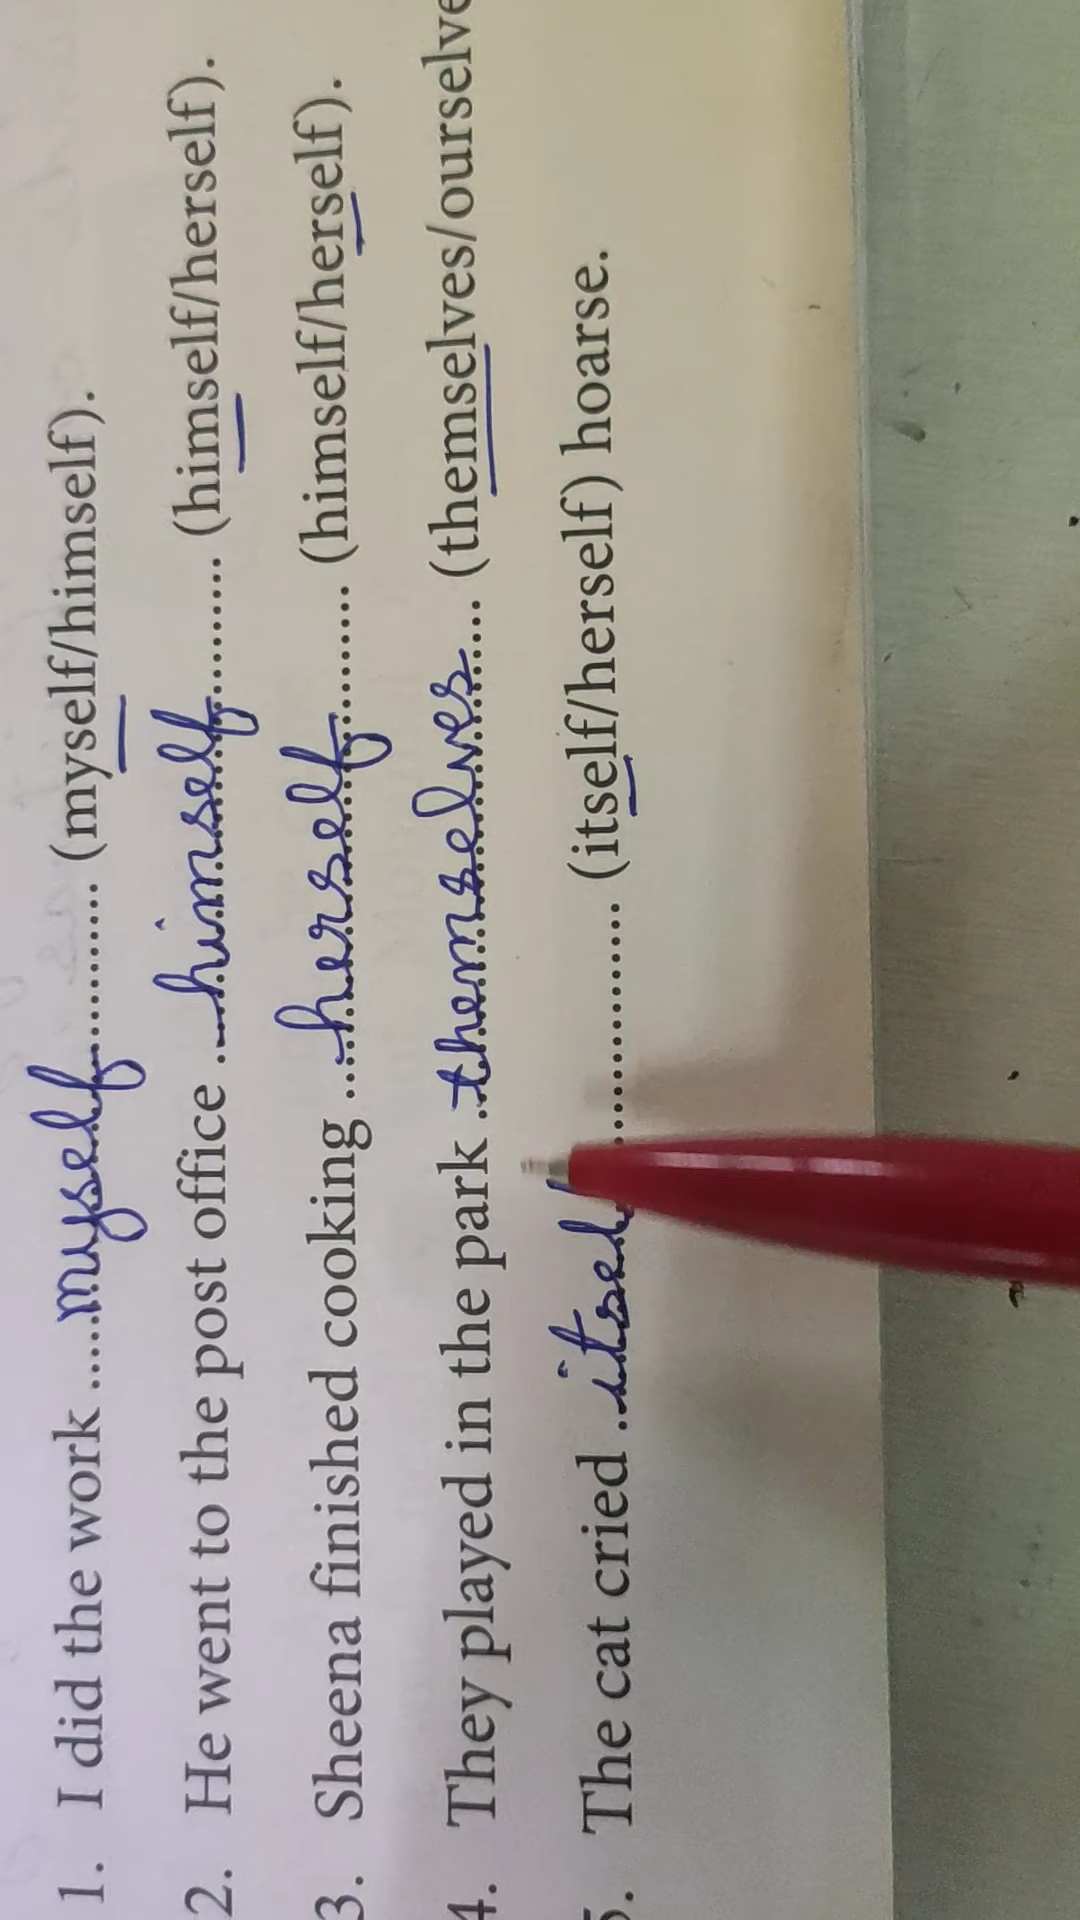 1. I did the work .....myself............ (myself/himself).
2. He went to the post office .himself.......... (himself/herself).
3. Sheena finished cooking ....herself........... (himself/herself).
4. They played in the park .themselves.... (themselves/ourselve
5. The cat cried .itsel............... (itself/herself) hoarse.